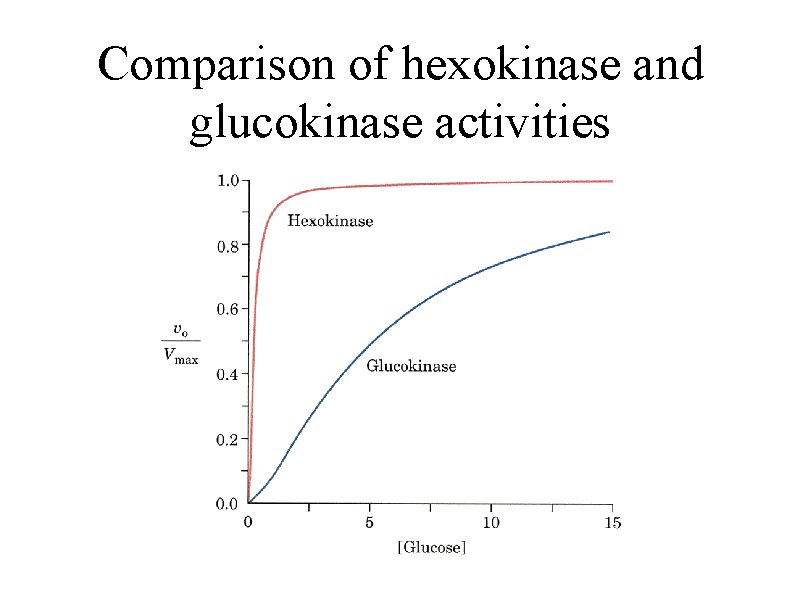 Comparison of hexokinase and
glucokinase activities
1.0
Hexokinase
0.8
0.6
vo
Vmax
Glucokinase
0.4
0.2
0.0
0 5 10 15
[Glucose]